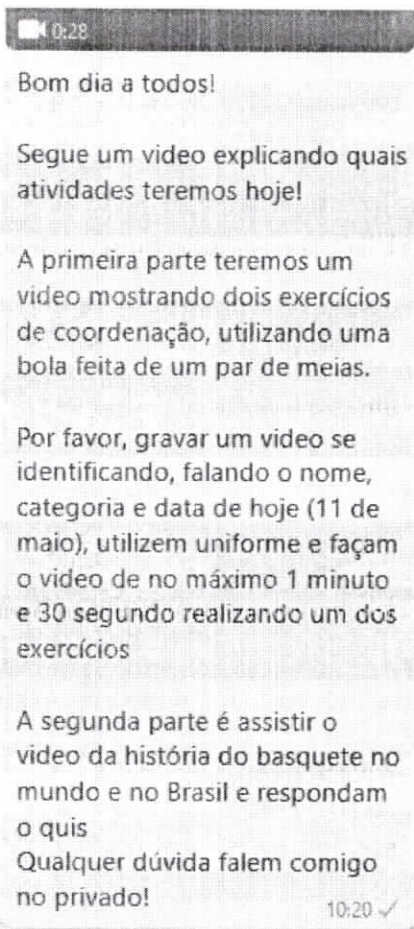 0:28
Bom dia a todos!
Segue um video explicando quais
atividades teremos hoje!
A primeira parte teremos um
video mostrando dois exercícios
de coordenação, utilizando uma
bola feita de um par de meias.
Por favor, gravar um video se
identificando, falando o nome,
categoria e data de hoje (11 de
maio), utilizem uniforme e façam
o video de no máximo 1 minuto
e 30 segundo realizando um dos
exercícios
A segunda parte é assistir o
video da história do basquete no
mundo e no Brasil e respondam
o quis
Qualquer dúvida falem comigo
no privado!
10:20